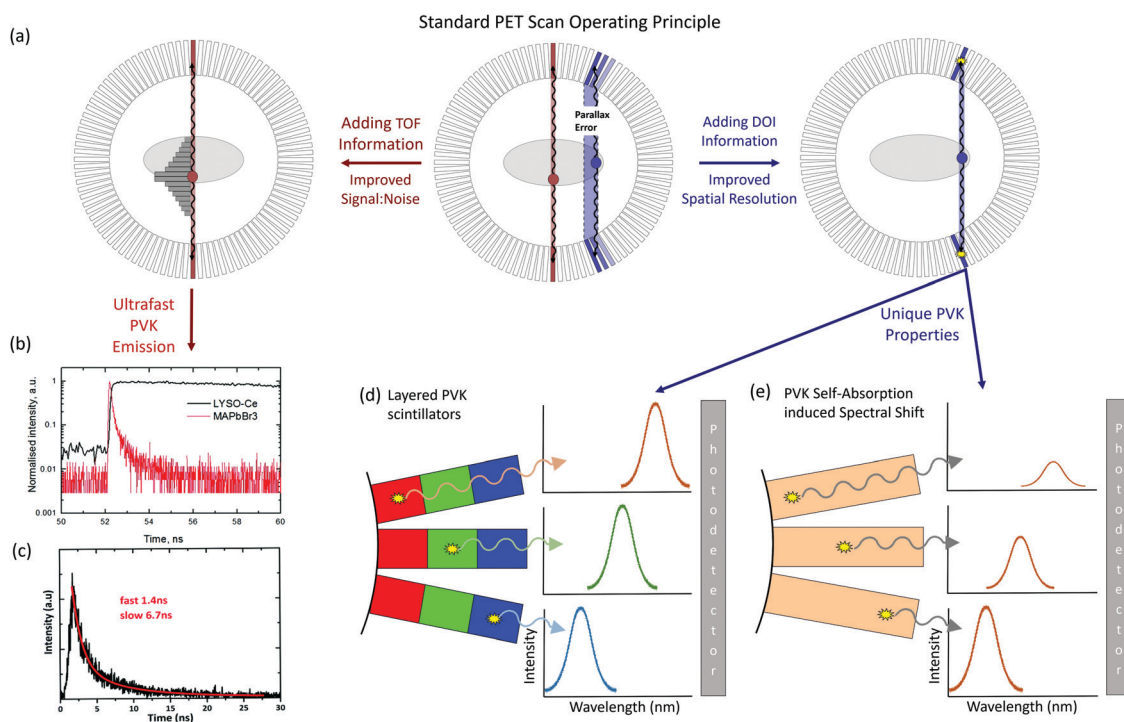 Standard PET Scan Operating Principle
(a)
Adding TOF
Information
Improved
Signal:Noise
Parallax
Error
Adding DOI
Information
Improved
Spatial Resolution
Ultrafast
PVK
Emission
Unique PVK
Properties
(b)
Normalised intensity, a.u.
1
0.1
0.01
0.001
LYSO-Ce
MAPbBr3
50 52 54 56 58 60
Time, ns
(c)
Intensity (a.u)
fast 1.4ns
slow 6.7ns
0 5 10 15 20 25 30
Time (ns)
(d) Layered PVK
scintillators
Intensity
Wavelength (nm)
Photodetector
(e) PVK Self-Absorption
induced Spectral Shift
Intensity
Wavelength (nm)
Photodetector